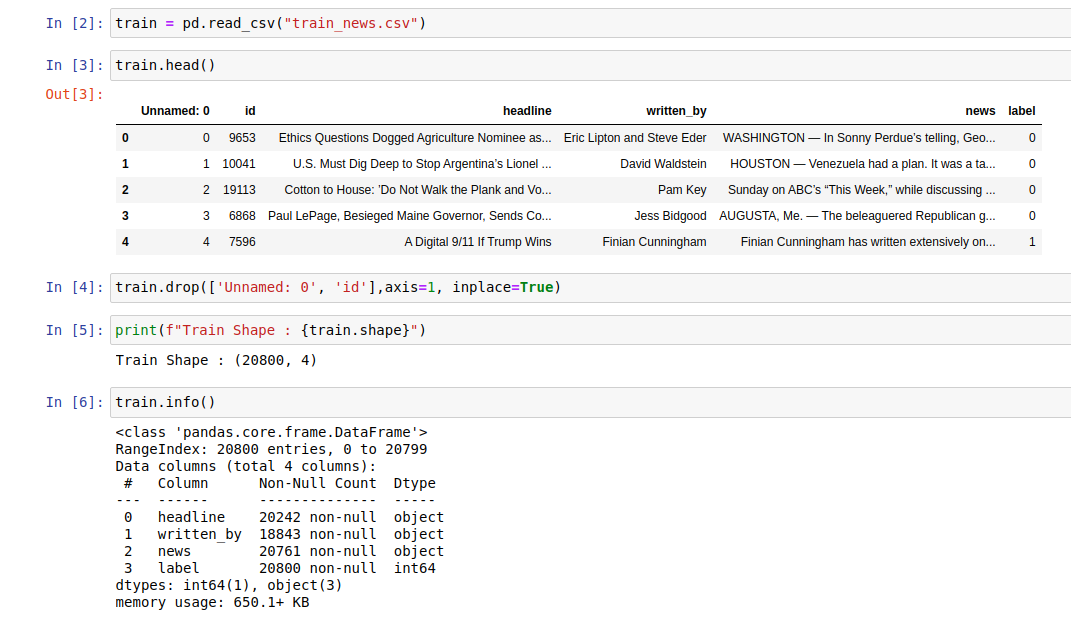 In [2]: train = pd.read_csv("train_news.csv")
In [3]: train.head()
Out[3]:
Unnamed: 0 id headline written_by news label
0 0 9653 Ethics Questions Dogged Agriculture Nominee as... Eric Lipton and Steve Eder WASHINGTON — In Sonny Perdue’s telling, Geo... 0
1 1 10041 U.S. Must Dig Deep to Stop Argentina’s Lionel ... David Waldstein HOUSTON — Venezuela had a plan. It was a ta... 0
2 2 19113 Cotton to House: ’Do Not Walk the Plank and Vo... Pam Key Sunday on ABC’s “This Week,” while discussing ... 0
3 3 6868 Paul LePage, Besieged Maine Governor, Sends Co... Jess Bidgood AUGUSTA, Me. — The beleaguered Republican g... 0
4 4 7596 A Digital 9/11 If Trump Wins Finian Cunningham Finian Cunningham has written extensively on... 1
In [4]: train.drop(['Unnamed: 0', 'id'],axis=1, inplace=True)
In [5]: print(f"Train Shape : {train.shape}")
Train Shape : (20800, 4)
In [6]: train.info()
<class 'pandas.core.frame.DataFrame'>
RangeIndex: 20800 entries, 0 to 20799
Data columns (total 4 columns):
# Column Non-Null Count Dtype
--- ------ -------------- -----
0 headline 20242 non-null object
1 written_by 18843 non-null object
2 news 20761 non-null object
3 label 20800 non-null int64
dtypes: int64(1), object(3)
memory usage: 650.1+ KB